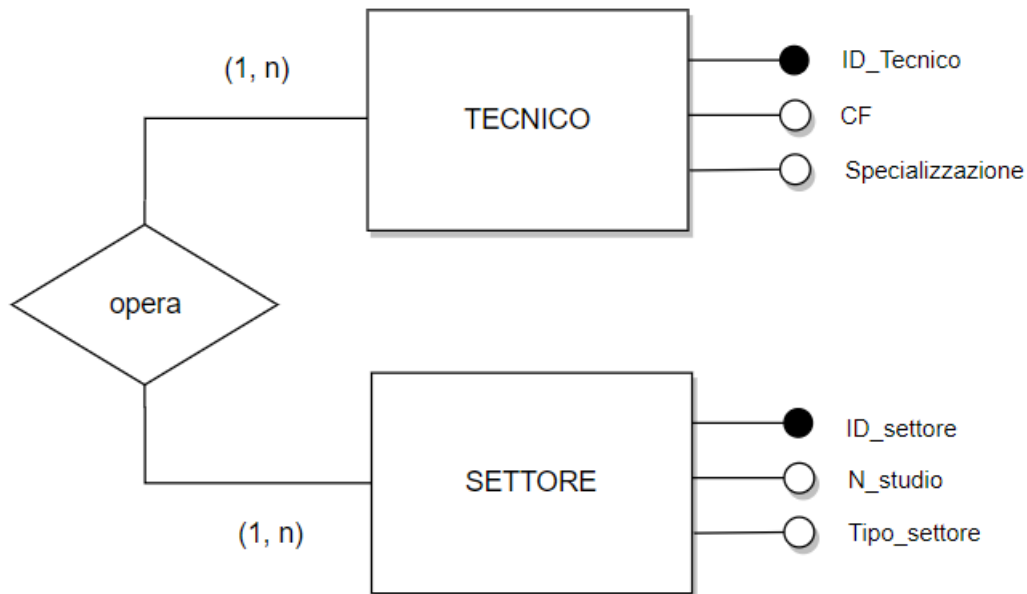 (1, n)
TECNICO
ID_Tecnico
CF
Specializzazione
opera
SETTORE
ID_settore
N_studio
Tipo_settore
(1, n)